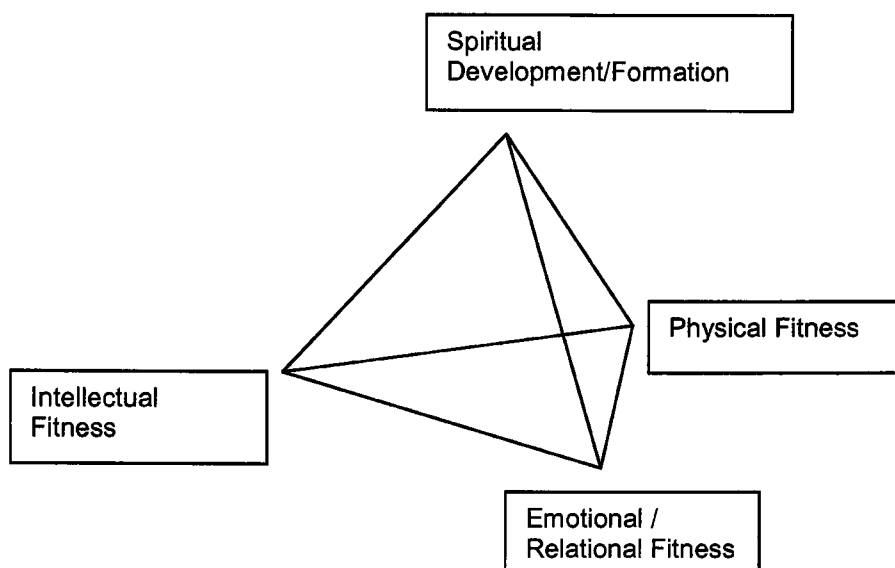 Spiritual
Development/Formation
Physical Fitness
Intellectual
Fitness
Emotional /
Relational Fitness